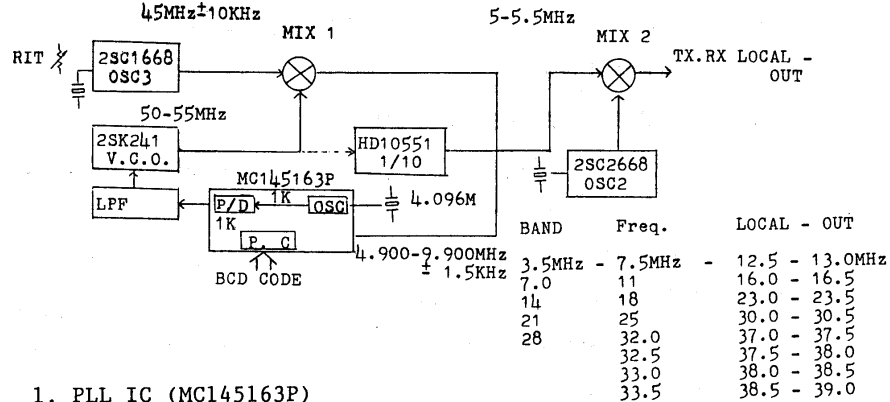 45MHz±10KHz
5-5.5MHz
MIX 1
MIX 2
RIT
2SC1668
OSC3
TX.RX LOCAL -
OUT
50-55MHz
2SK241
V.C.O.
HD10551
1/10
2SC2668
OSC2
MC145163P
LPF
P/D
1K
OSC
4.096M
1K
P. C
BCD CODE
4.900-9.900MHz
± 1.5KHz
BAND Freq. LOCAL - OUT
3.5MHz - 7.5MHz - 12.5 - 13.0MHz
7.0 11 16.0 - 16.5
14 18 23.0 - 23.5
21 25 30.0 - 30.5
28 32.0 37.0 - 37.5
32.5 37.5 - 38.0
33.0 38.0 - 38.5
33.5 38.5 - 39.0
1. PLL IC (MC145163P)